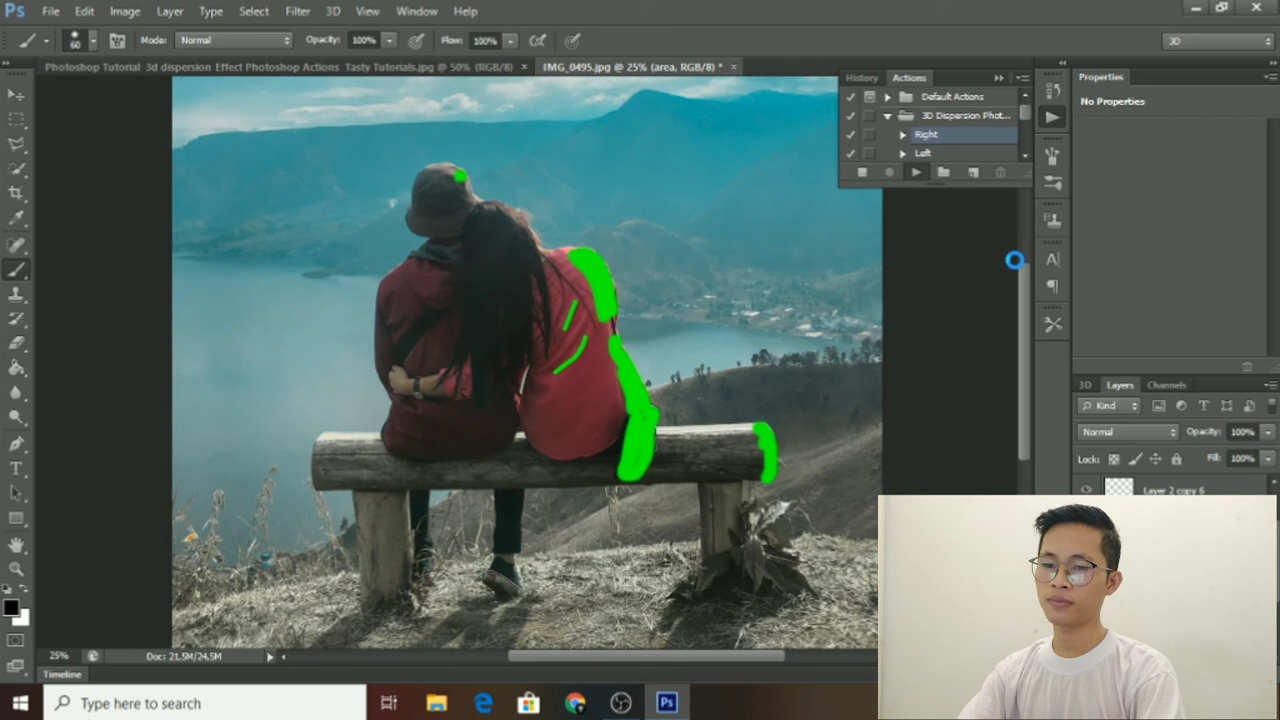 Ps File Edit Image Layer Type Select Filter 3D View Window Help
60 Mode: Normal Opacity: 100% Flow: 100% 3D
Photoshop Tutorial 3d dispersion Effect Photoshop Actions Tasty Tutorials.jpg @ 50% (RGB/8) × IMG_0495.jpg @ 25% (area, RGB/8) * ×
History Actions
Default Actions
3D Dispersion Phot...
Right
Left
Properties
No Properties
3D Layers Channels
Kind
Normal Opacity: 100%
Lock: Fill: 100%
Layer 2 copy 6
25% Doc: 21.5M/24.5M
Timeline
Type here to search
Ps